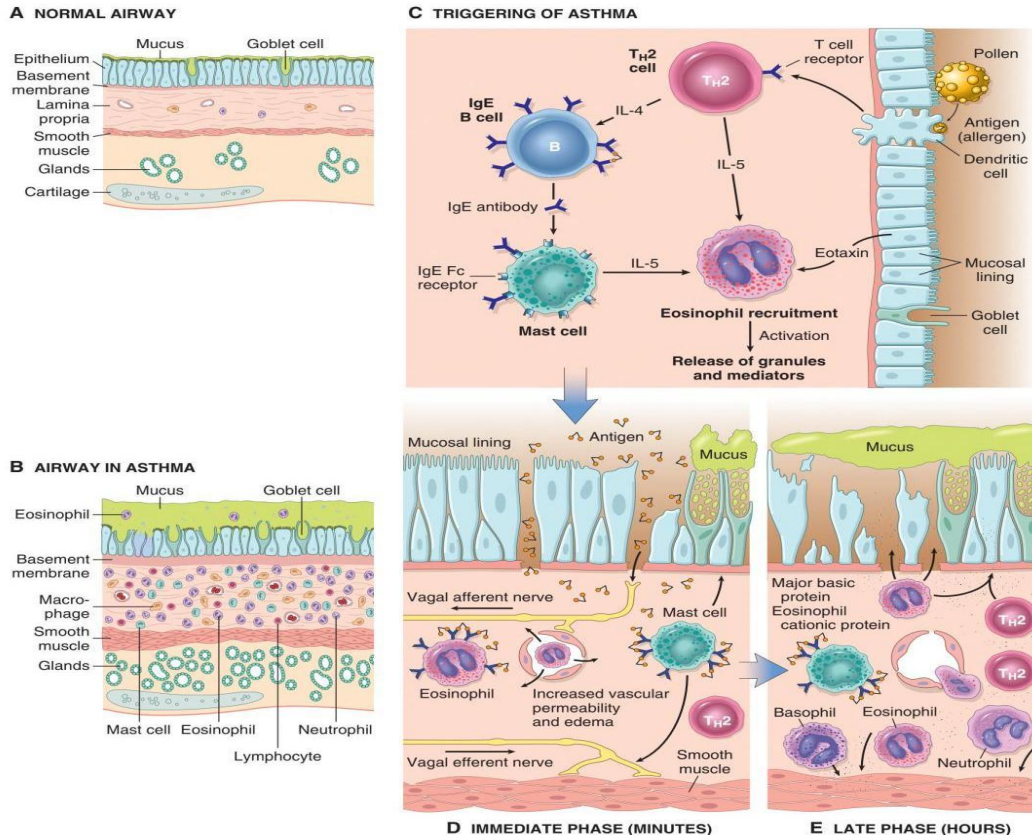 A NORMAL AIRWAY
Mucus
Goblet cell
Epithelium
Basement
membrane
Lamina
propria
Smooth
muscle
Glands
Cartilage
B AIRWAY IN ASTHMA
Mucus
Goblet cell
Eosinophil
Basement
membrane
Macro-
phage
Smooth
muscle
Glands
Mast cell
Eosinophil
Neutrophil
Lymphocyte
C TRIGGERING OF ASTHMA
TH2
cell
TH2
T cell
receptor
Pollen
IgE
B cell
IL-4
B
Antigen
(allergen)
Dendritic
cell
IL-5
IgE antibody
Eotaxin
IgE Fc
receptor
IL-5
Mucosal
lining
Mast cell
Eosinophil recruitment
Goblet
cell
Activation
Release of granules
and mediators
Mucosal lining
Antigen
Mucus
Vagal afferent nerve
Mast cell
Eosinophil
Increased vascular
permeability
and edema
TH2
Vagal efferent nerve
Smooth
muscle
D IMMEDIATE PHASE (MINUTES)
Mucus
Major basic
protein
Eosinophil
cationic protein
TH2
TH2
Basophil
Eosinophil
Neutrophil
E LATE PHASE (HOURS)